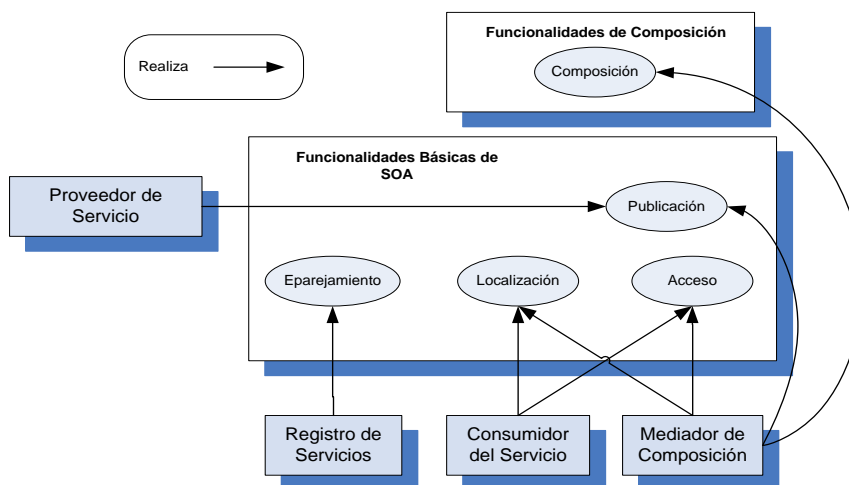 Realiza
Funcionalidades de Composición
Composición
Funcionalidades Básicas de
SOA
Proveedor de
Servicio
Publicación
Eparejamiento
Localización
Acceso
Registro de
Servicios
Consumidor
del Servicio
Mediador de
Composición